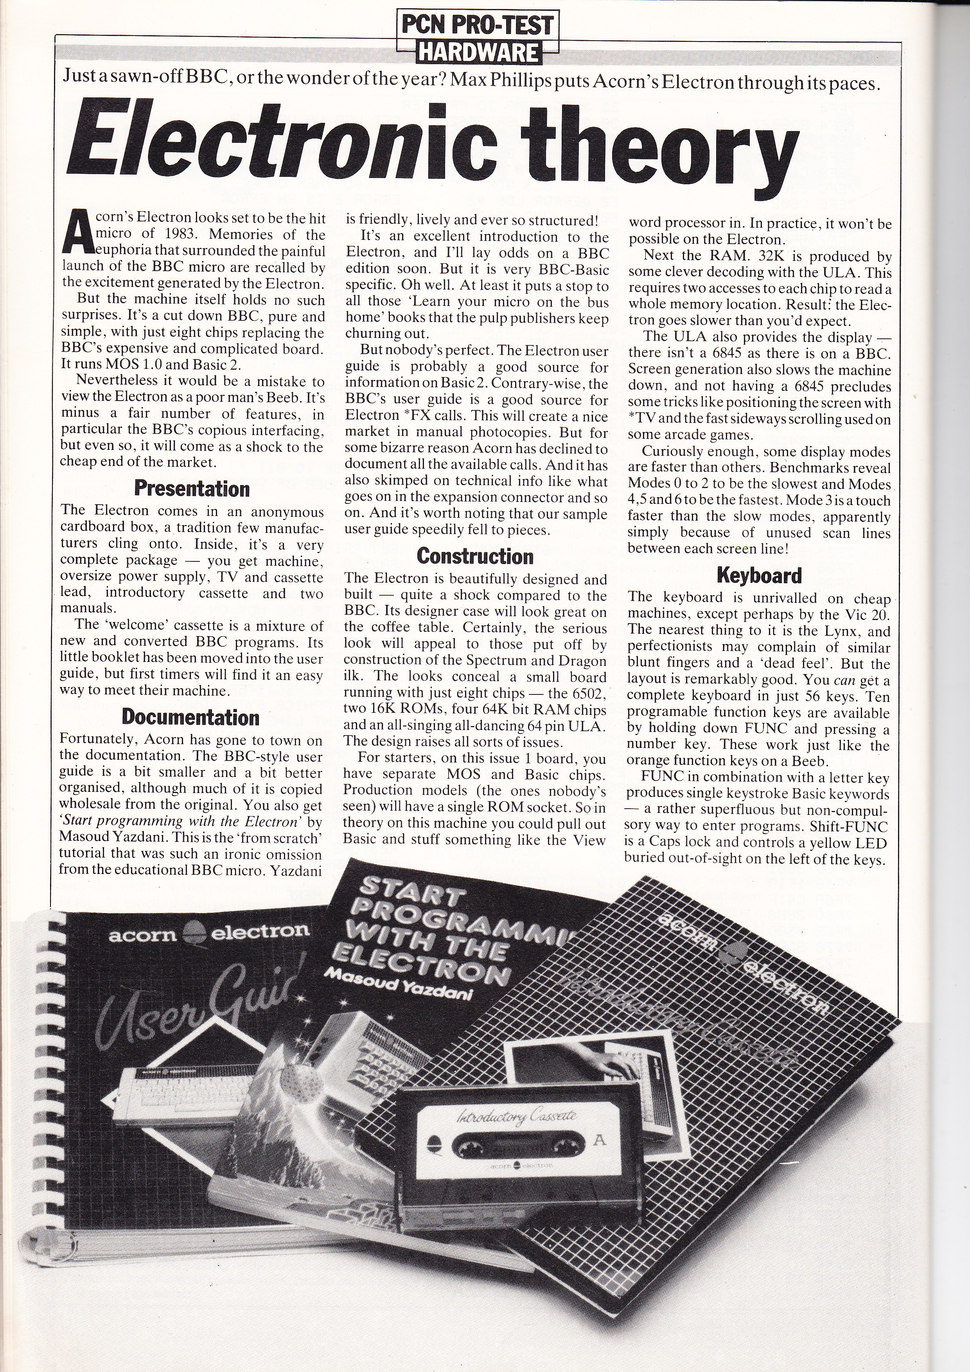 PCN PRO-TEST
HARDWARE
Just a sawn-off BBC, or the wonder of the year? Max Phillips puts Acorn's Electron through its paces.
Electronic theory
Acorn's Electron looks set to be the hit
micro of 1983. Memories of the
euphoria that surrounded the painful
launch of the BBC micro are recalled by
the excitement generated by the Electron.
But the machine itself holds no such
surprises. It's a cut down BBC, pure and
simple, with just eight chips replacing the
BBC's expensive and complicated board.
It runs MOS 1.0 and Basic 2.
Nevertheless it would be a mistake to
view the Electron as a poor man's Beeb. It's
minus a fair number of features, in
particular the BBC's copious interfacing,
but even so, it will come as a shock to the
cheap end of the market.
Presentation
The Electron comes in an anonymous
cardboard box, a tradition few manufac-
turers cling onto. Inside, it's a very
complete package — you get machine,
oversize power supply, TV and cassette
lead, introductory cassette and two
manuals.
The 'welcome' cassette is a mixture of
new and converted BBC programs. Its
little booklet has been moved into the user
guide, but first timers will find it an easy
way to meet their machine.
Documentation
Fortunately, Acorn has gone to town on
the documentation. The BBC-style user
guide is a bit smaller and a bit better
organised, although much of it is copied
wholesale from the original. You also get
'Start programming with the Electron' by
Masoud Yazdani. This is the 'from scratch'
tutorial that was such an ironic omission
from the educational BBC micro. Yazdani
is friendly, lively and ever so structured!
It's an excellent introduction to the
Electron, and I'll lay odds on a BBC
edition soon. But it is very BBC-Basic
specific. Oh well. At least it puts a stop to
all those 'Learn your micro on the bus
home' books that the pulp publishers keep
churning out.
But nobody's perfect. The Electron user
guide is probably a good source for
information on Basic 2. Contrary-wise, the
BBC's user guide is a good source for
Electron *FX calls. This will create a nice
market in manual photocopies. But for
some bizarre reason Acorn has declined to
document all the available calls. And it has
also skimped on technical info like what
goes on in the expansion connector and so
on. And it's worth noting that our sample
user guide speedily fell to pieces.
Construction
The Electron is beautifully designed and
built — quite a shock compared to the
BBC. Its designer case will look great on
the coffee table. Certainly, the serious
look will appeal to those put off by
construction of the Spectrum and Dragon
ilk. The looks conceal a small board
running with just eight chips — the 6502,
two 16K ROMs, four 64K bit RAM chips
and an all-singing all-dancing 64 pin ULA.
The design raises all sorts of issues.
For starters, on this issue 1 board, you
have separate MOS and Basic chips.
Production models (the ones nobody's
seen) will have a single ROM socket. So in
theory on this machine you could pull out
Basic and stuff something like the View
word processor in. In practice, it won't be
possible on the Electron.
Next the RAM. 32K is produced by
some clever decoding with the ULA. This
requires two accesses to each chip to read a
whole memory location. Result: the Elec-
tron goes slower than you'd expect.
The ULA also provides the display —
there isn't a 6845 as there is on a BBC.
Screen generation also slows the machine
down, and not having a 6845 precludes
some tricks like positioning the screen with
*TV and the fast sideways scrolling used on
some arcade games.
Curiously enough, some display modes
are faster than others. Benchmarks reveal
Modes 0 to 2 to be the slowest and Modes
4,5 and 6 to be the fastest. Mode 3 is a touch
faster than the slow modes, apparently
simply because of unused scan lines
between each screen line!
Keyboard
The keyboard is unrivalled on cheap
machines, except perhaps by the Vic 20.
The nearest thing to it is the Lynx, and
perfectionists may complain of similar
blunt fingers and a 'dead feel'. But the
layout is remarkably good. You can get a
complete keyboard in just 56 keys. Ten
programable function keys are available
by holding down FUNC and pressing a
number key. These work just like the
orange function keys on a Beeb.
FUNC in combination with a letter key
produces single keystroke Basic keywords
— a rather superfluous but non-compul-
sory way to enter programs. Shift-FUNC
is a Caps lock and controls a yellow LED
buried out-of-sight on the left of the keys.
acorn electron
User Guid
START
PROGRAMMI
WITH THE
ELECTRON
Masoud Yazdani
acorn electron
Introductory Cassette
Introductory Cassette
A
acorn electron